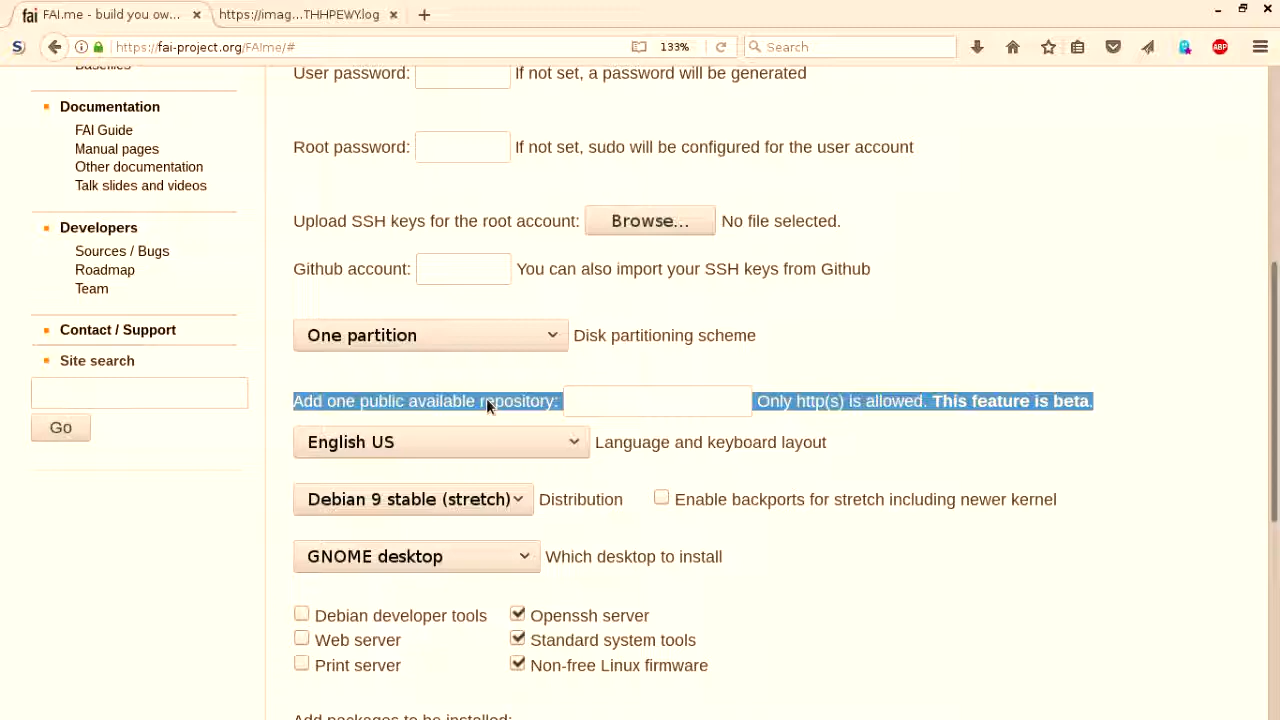 fai FAI.me - build you ow... × https://imag...THHPEWY.log × +
https://fai-project.org/FAIme/# 133% Search ABP
Basefiles
Documentation
FAI Guide
Manual pages
Other documentation
Talk slides and videos
Developers
Sources / Bugs
Roadmap
Team
Contact / Support
Site search
Go
User password: If not set, a password will be generated
Root password: If not set, sudo will be configured for the user account
Upload SSH keys for the root account: Browse... No file selected.
Github account: You can also import your SSH keys from Github
One partition Disk partitioning scheme
Add one public available repository: Only http(s) is allowed. This feature is beta.
English US Language and keyboard layout
Debian 9 stable (stretch) Distribution Enable backports for stretch including newer kernel
GNOME desktop Which desktop to install
Debian developer tools Openssh server
Web server Standard system tools
Print server Non-free Linux firmware
Add packages to be installed: